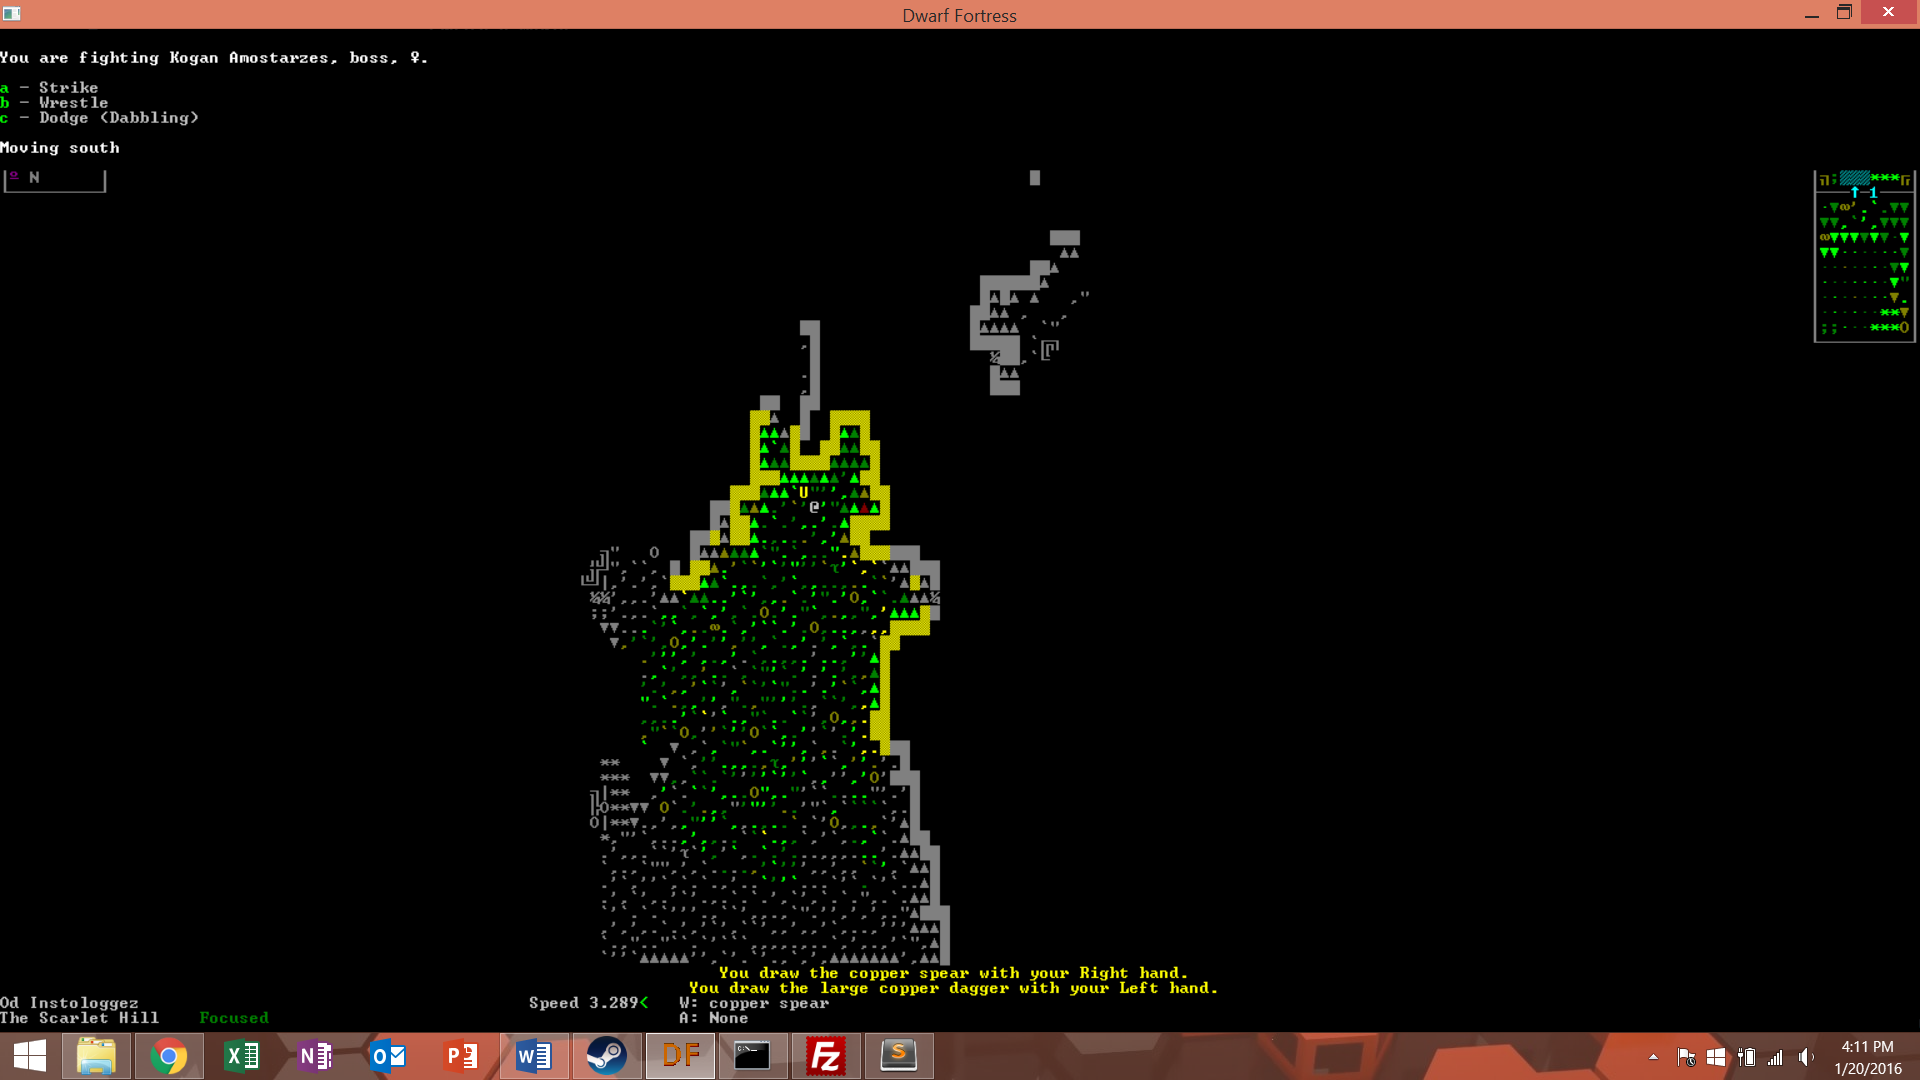 Dwarf Fortress
You are fighting Kogan Amostarzes, boss, ♀.
a - Strike
b - Wrestle
c - Dodge (Dabbling)
Moving south
N
1
You draw the copper spear with your Right hand.
You draw the large copper dagger with your Left hand.
Od Instologgez
Speed 3.289<
W: copper spear
The Scarlet Hill
Focused
A: None
DF
4:11 PM
1/20/2016